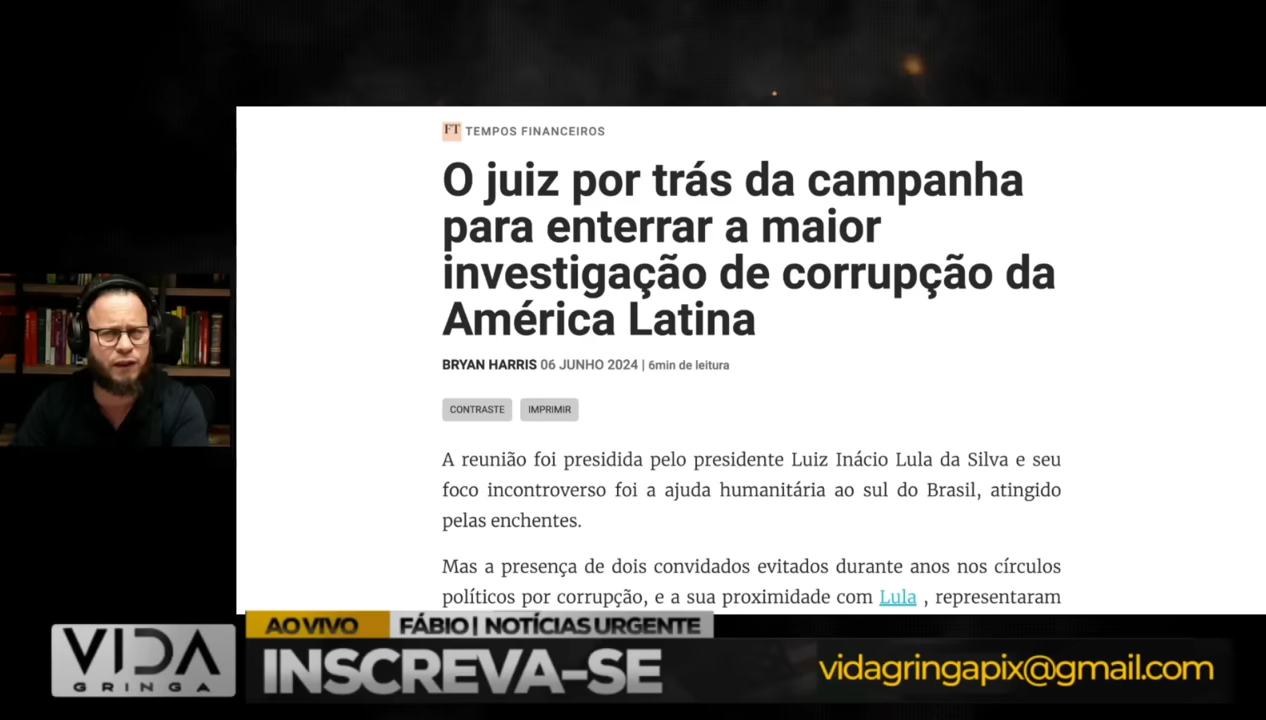 FT TEMPOS FINANCEIROS
O juiz por trás da campanha
para enterrar a maior
investigação de corrupção da
América Latina
BRYAN HARRIS 06 JUNHO 2024 | 6min de leitura
CONTRASTE IMPRIMIR
A reunião foi presidida pelo presidente Luiz Inácio Lula da Silva e seu
foco incontroverso foi a ajuda humanitária ao sul do Brasil, atingido
pelas enchentes.
Mas a presença de dois convidados evitados durante anos nos círculos
políticos por corrupção, e a sua proximidade com Lula , representaram
AO VIVO FÁBIO | NOTÍCIAS URGENTE
VIDA
GRINGA
INSCREVA-SE
vidagringapix@gmail.com